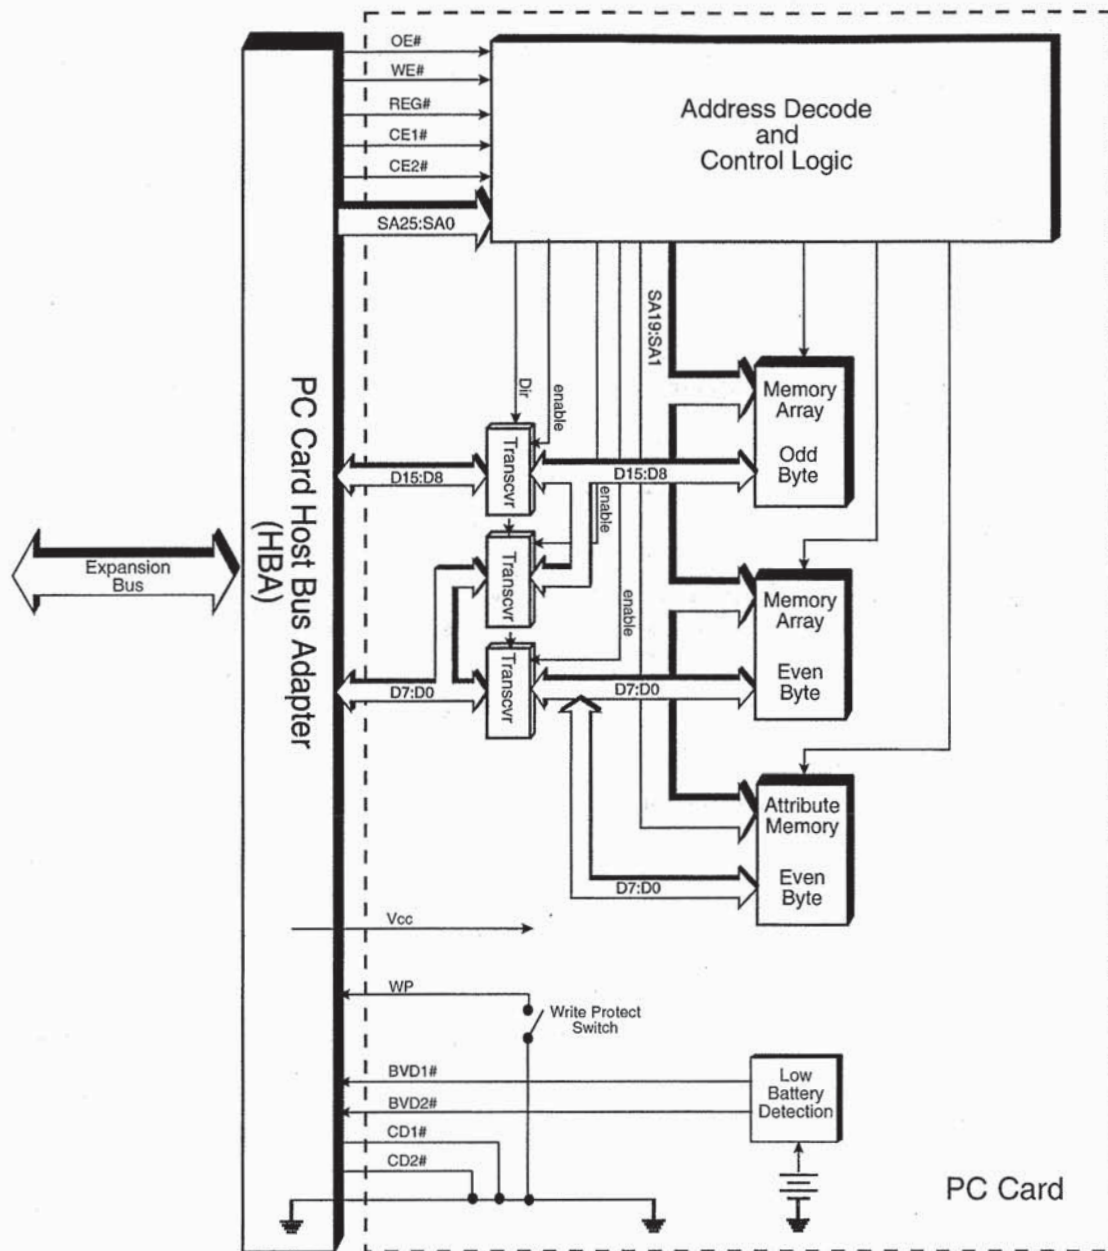 OE#
WE#
REG#
CE1#
CE2#
SA25:SA0
Address Decode
and
Control Logic
SA19:SA1
Dir
enable
Memory
Array
Odd
Byte
PC Card Host Bus Adapter
(HBA)
Transcvr
D15:D8
D15:D8
enable
Expansion
Bus
Transcvr
enable
Memory
Array
Even
Byte
Transcvr
D7:D0
D7:D0
Attribute
Memory
Even
Byte
D7:D0
Vcc
WP
Write Protect
Switch
BVD1#
BVD2#
Low
Battery
Detection
CD1#
CD2#
PC Card